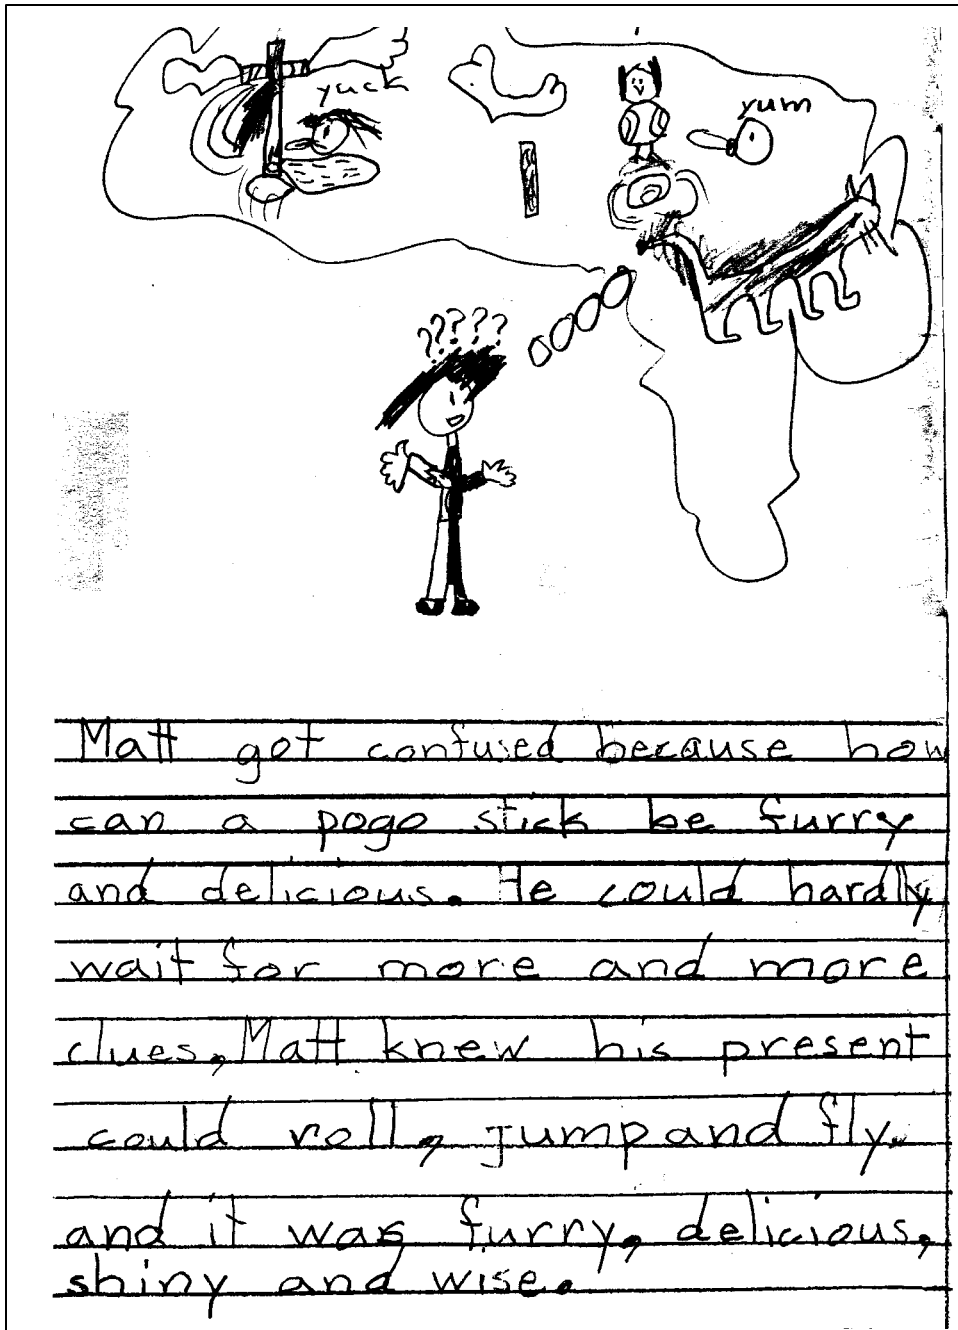 yuck
yum
?????
Matt got confused because how
can a pogo stick be furry
and delicious. He could hardly
wait for more and more
clues, Matt knew his present
could roll, jump and fly.
and it was furry, delicious,
shiny and wise.